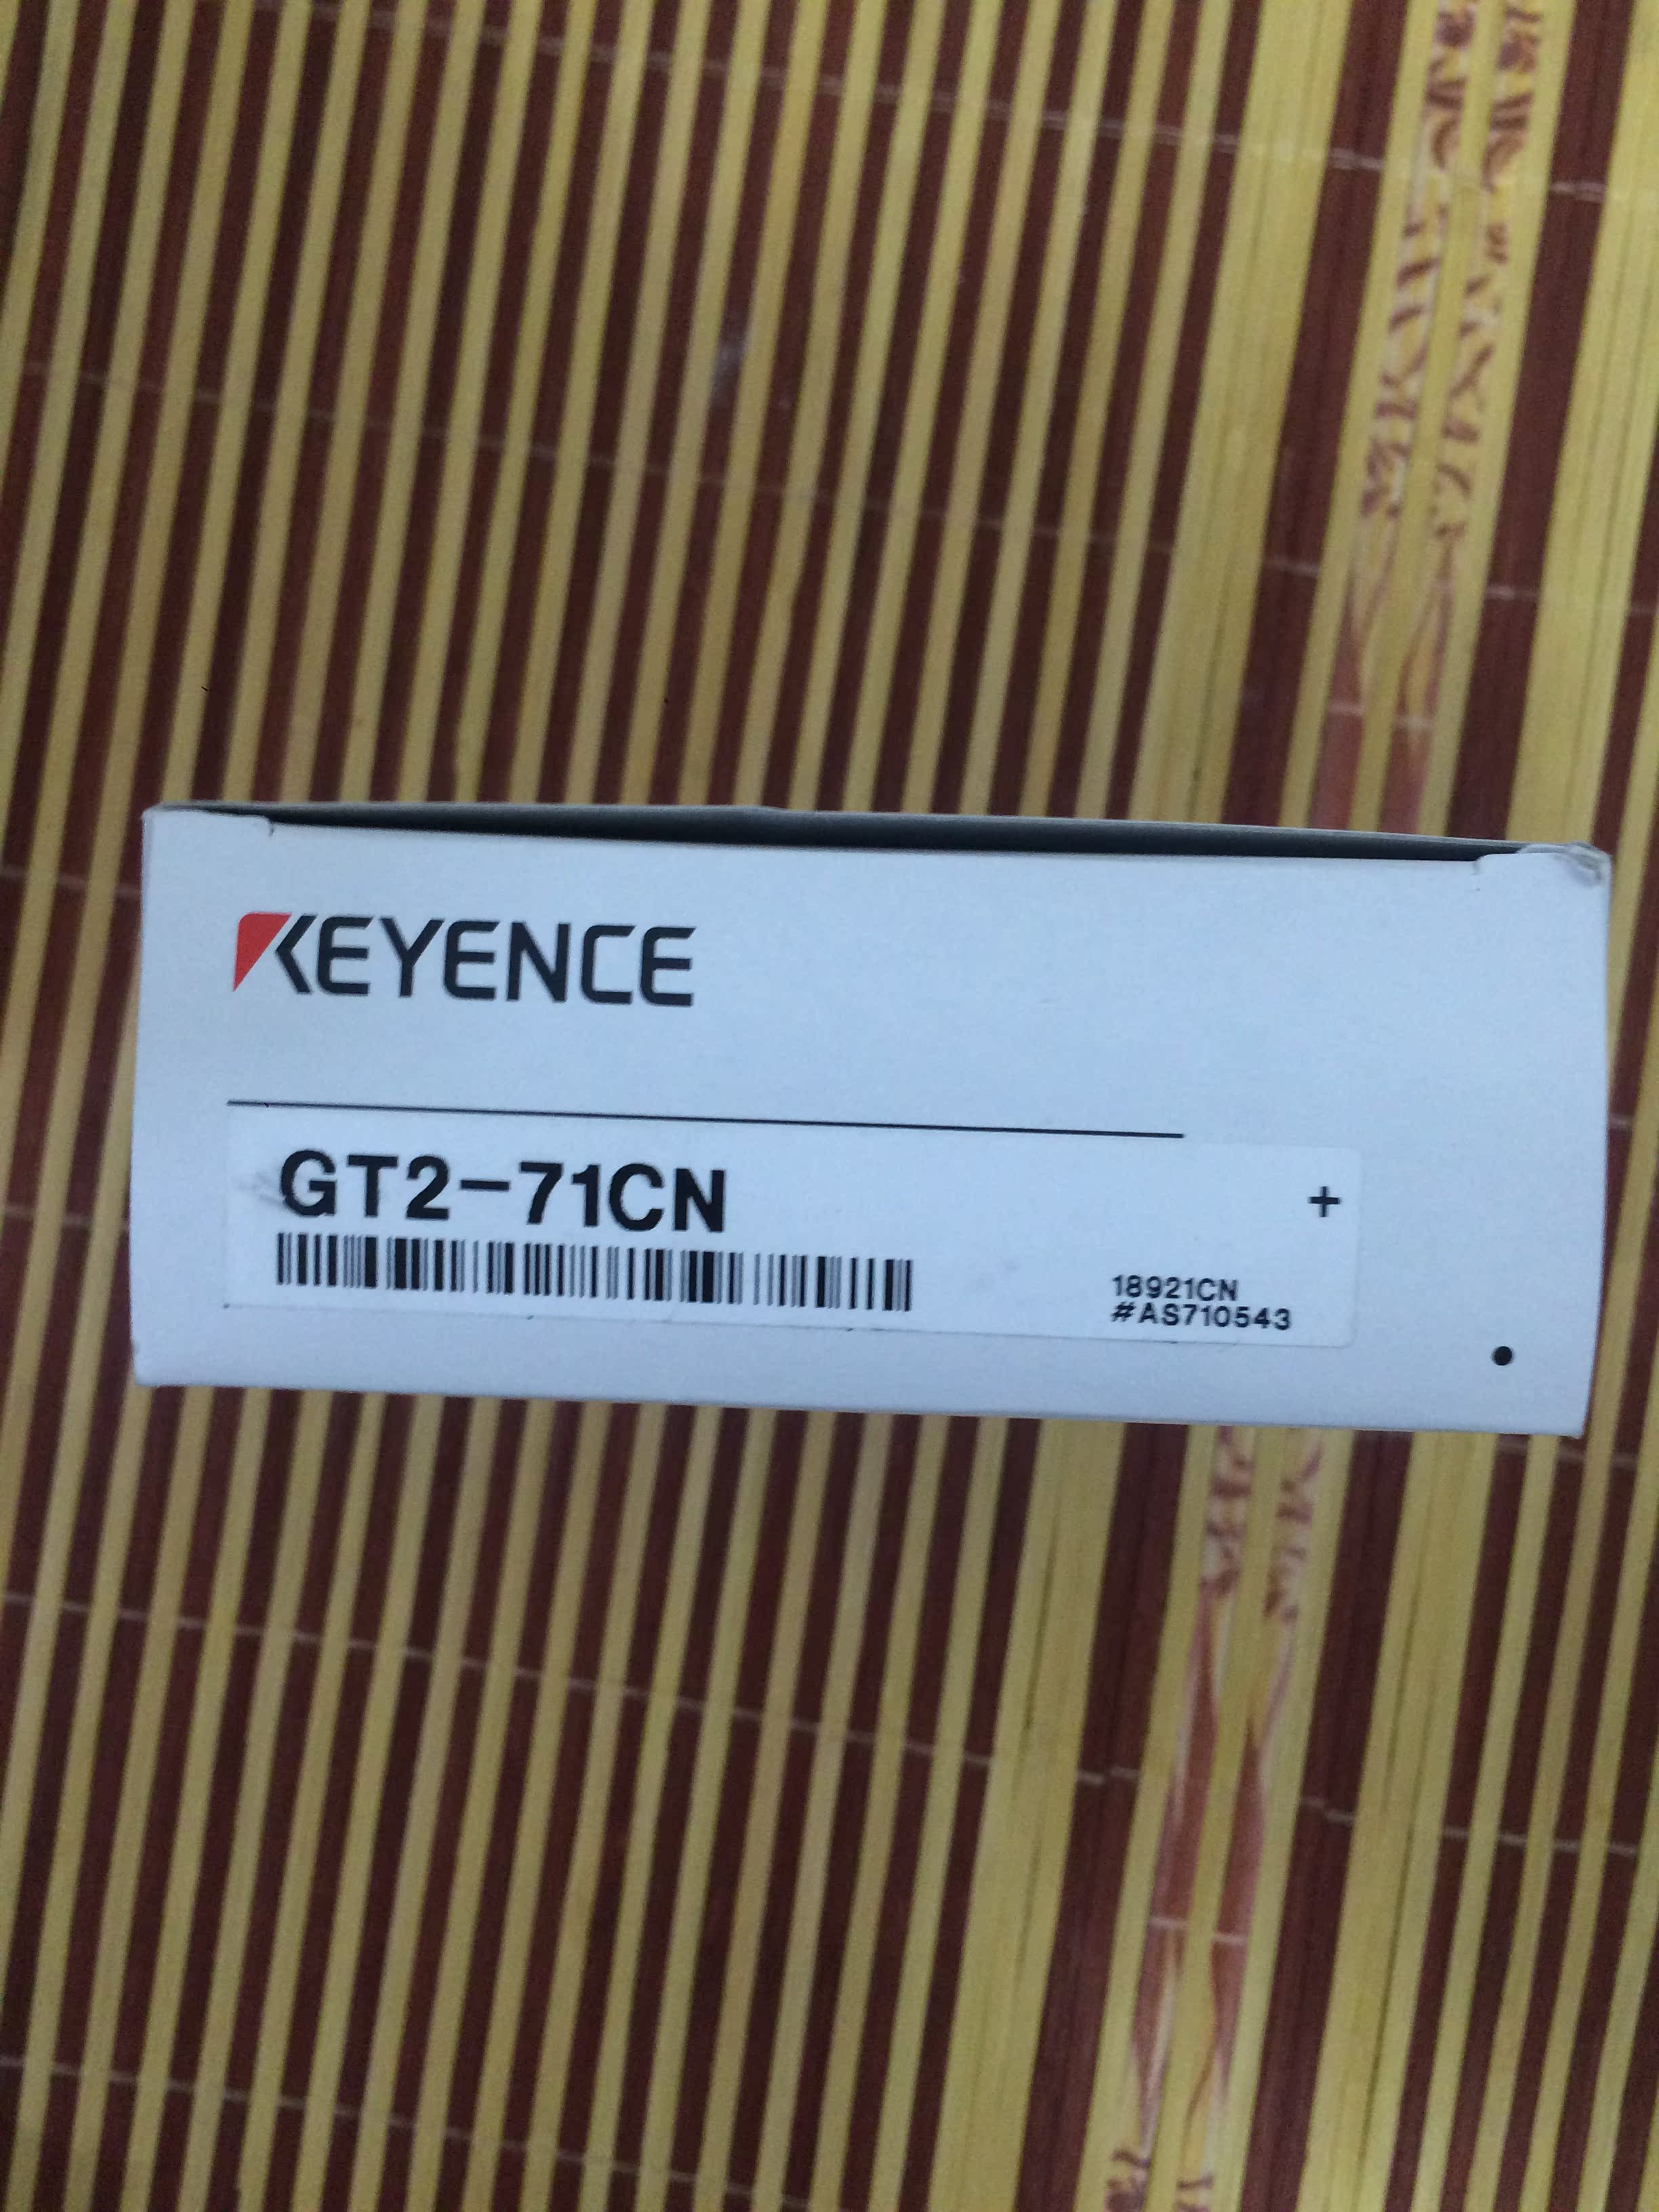 KEYENCE
GT2-71CN
+
18921CN
#AS710543